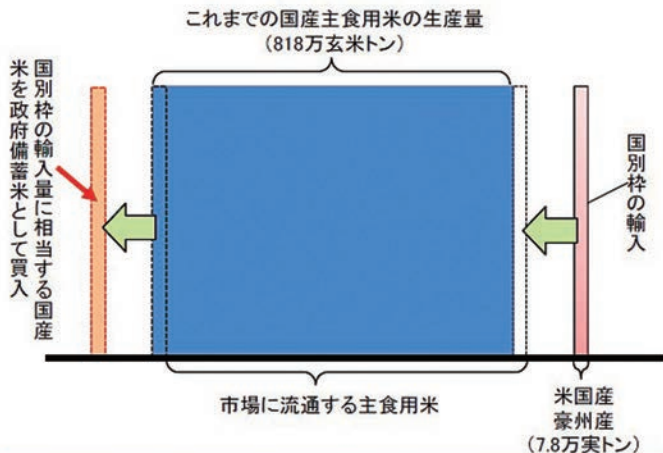 これまでの国産主食用米の生産量
(818万玄米トン)
国別枠の輸入量に相当する国産
米を政府備蓄米として買入
国別枠の輸入
市場に流通する主食用米
米国産
豪州産
(7.8万実トン)